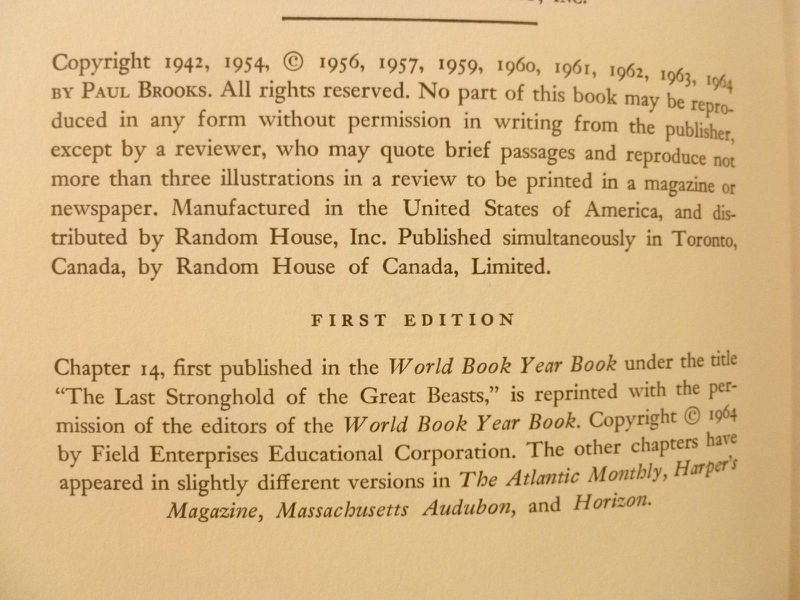 INC.
Copyright 1942, 1954, © 1956, 1957, 1959, 1960, 1961, 1962, 1963, 1964
BY PAUL BROOKS. All rights reserved. No part of this book may be repro-
duced in any form without permission in writing from the publisher,
except by a reviewer, who may quote brief passages and reproduce not
more than three illustrations in a review to be printed in a magazine or
newspaper. Manufactured in the United States of America, and dis-
tributed by Random House, Inc. Published simultaneously in Toronto,
Canada, by Random House of Canada, Limited.
FIRST EDITION
Chapter 14, first published in the World Book Year Book under the title
“The Last Stronghold of the Great Beasts,” is reprinted with the per-
mission of the editors of the World Book Year Book. Copyright © 1964
by Field Enterprises Educational Corporation. The other chapters have
appeared in slightly different versions in The Atlantic Monthly, Harper's
Magazine, Massachusetts Audubon, and Horizon.